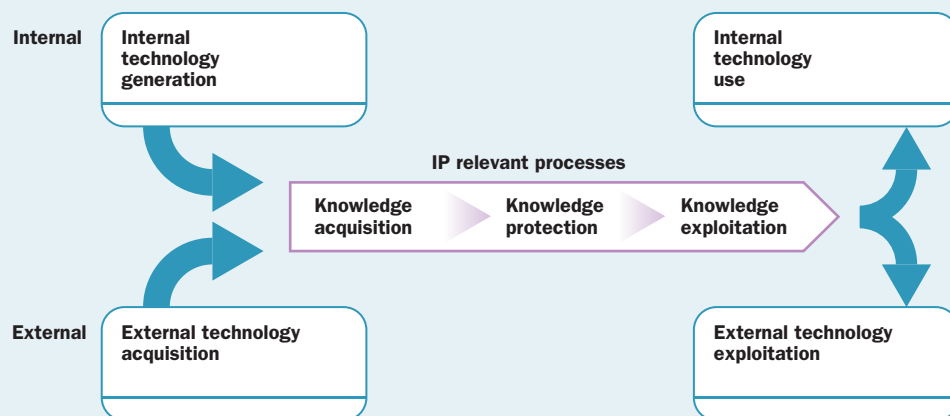 Internal
Internal
technology
generation
Internal
technology
use
IP relevant processes
Knowledge
acquisition
Knowledge
protection
Knowledge
exploitation
External
External technology
acquisition
External technology
exploitation